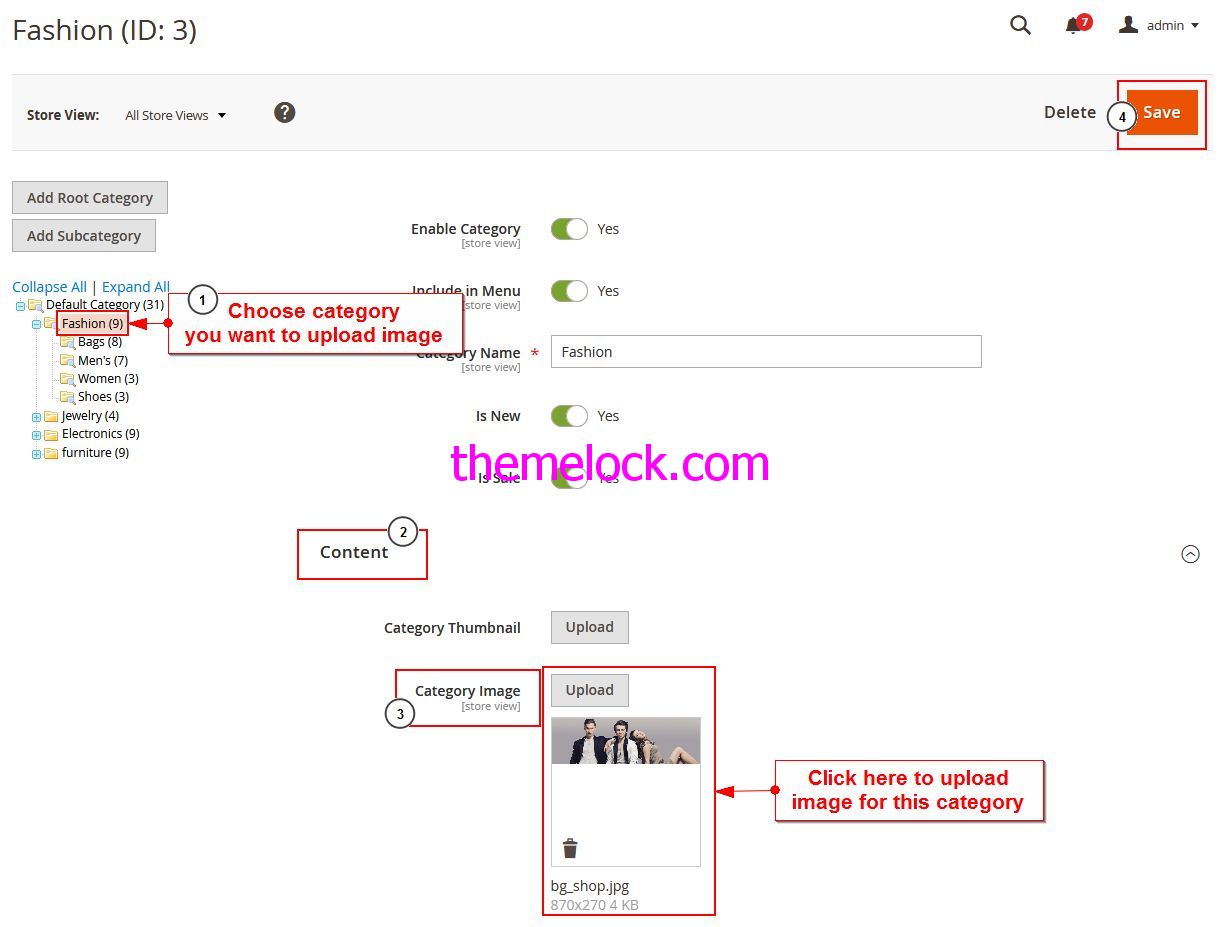 Fashion (ID: 3)
7
admin
Store View:
All Store Views
?
Delete
4
Save
Add Root Category
Add Subcategory
Collapse All | Expand All
Default Category (31)
Fashion (9)
Bags (8)
Men's (7)
Women (3)
Shoes (3)
Jewelry (4)
Electronics (9)
furniture (9)
1
Choose category
you want to upload image
Enable Category
[store view]
Yes
Include in Menu
[store view]
Yes
Category Name *
[store view]
Fashion
Is New
Yes
themelock.com
Is Sale
Yes
2
Content
Category Thumbnail
Upload
3
Category Image
[store view]
Upload
Click here to upload
image for this category
bg_shop.jpg
870x270 4 KB